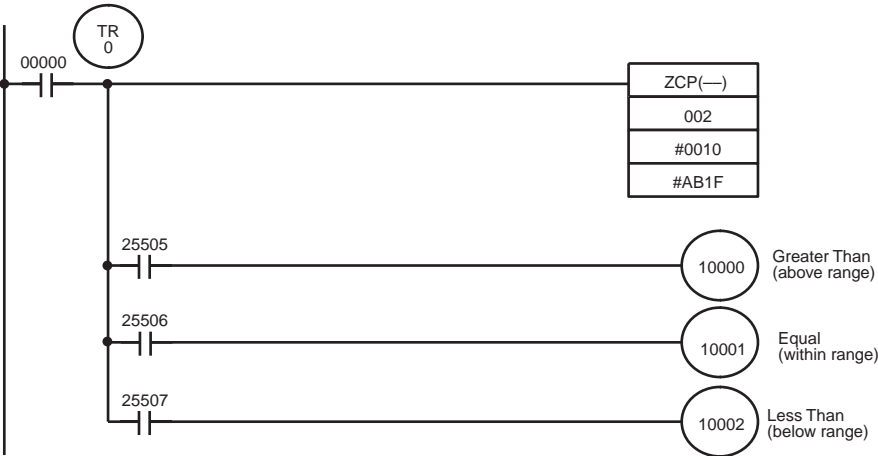 TR
0
00000
ZCP(—)
002
#0010
#AB1F
25505
10000
Greater Than
(above range)
25506
10001
Equal
(within range)
25507
10002
Less Than
(below range)